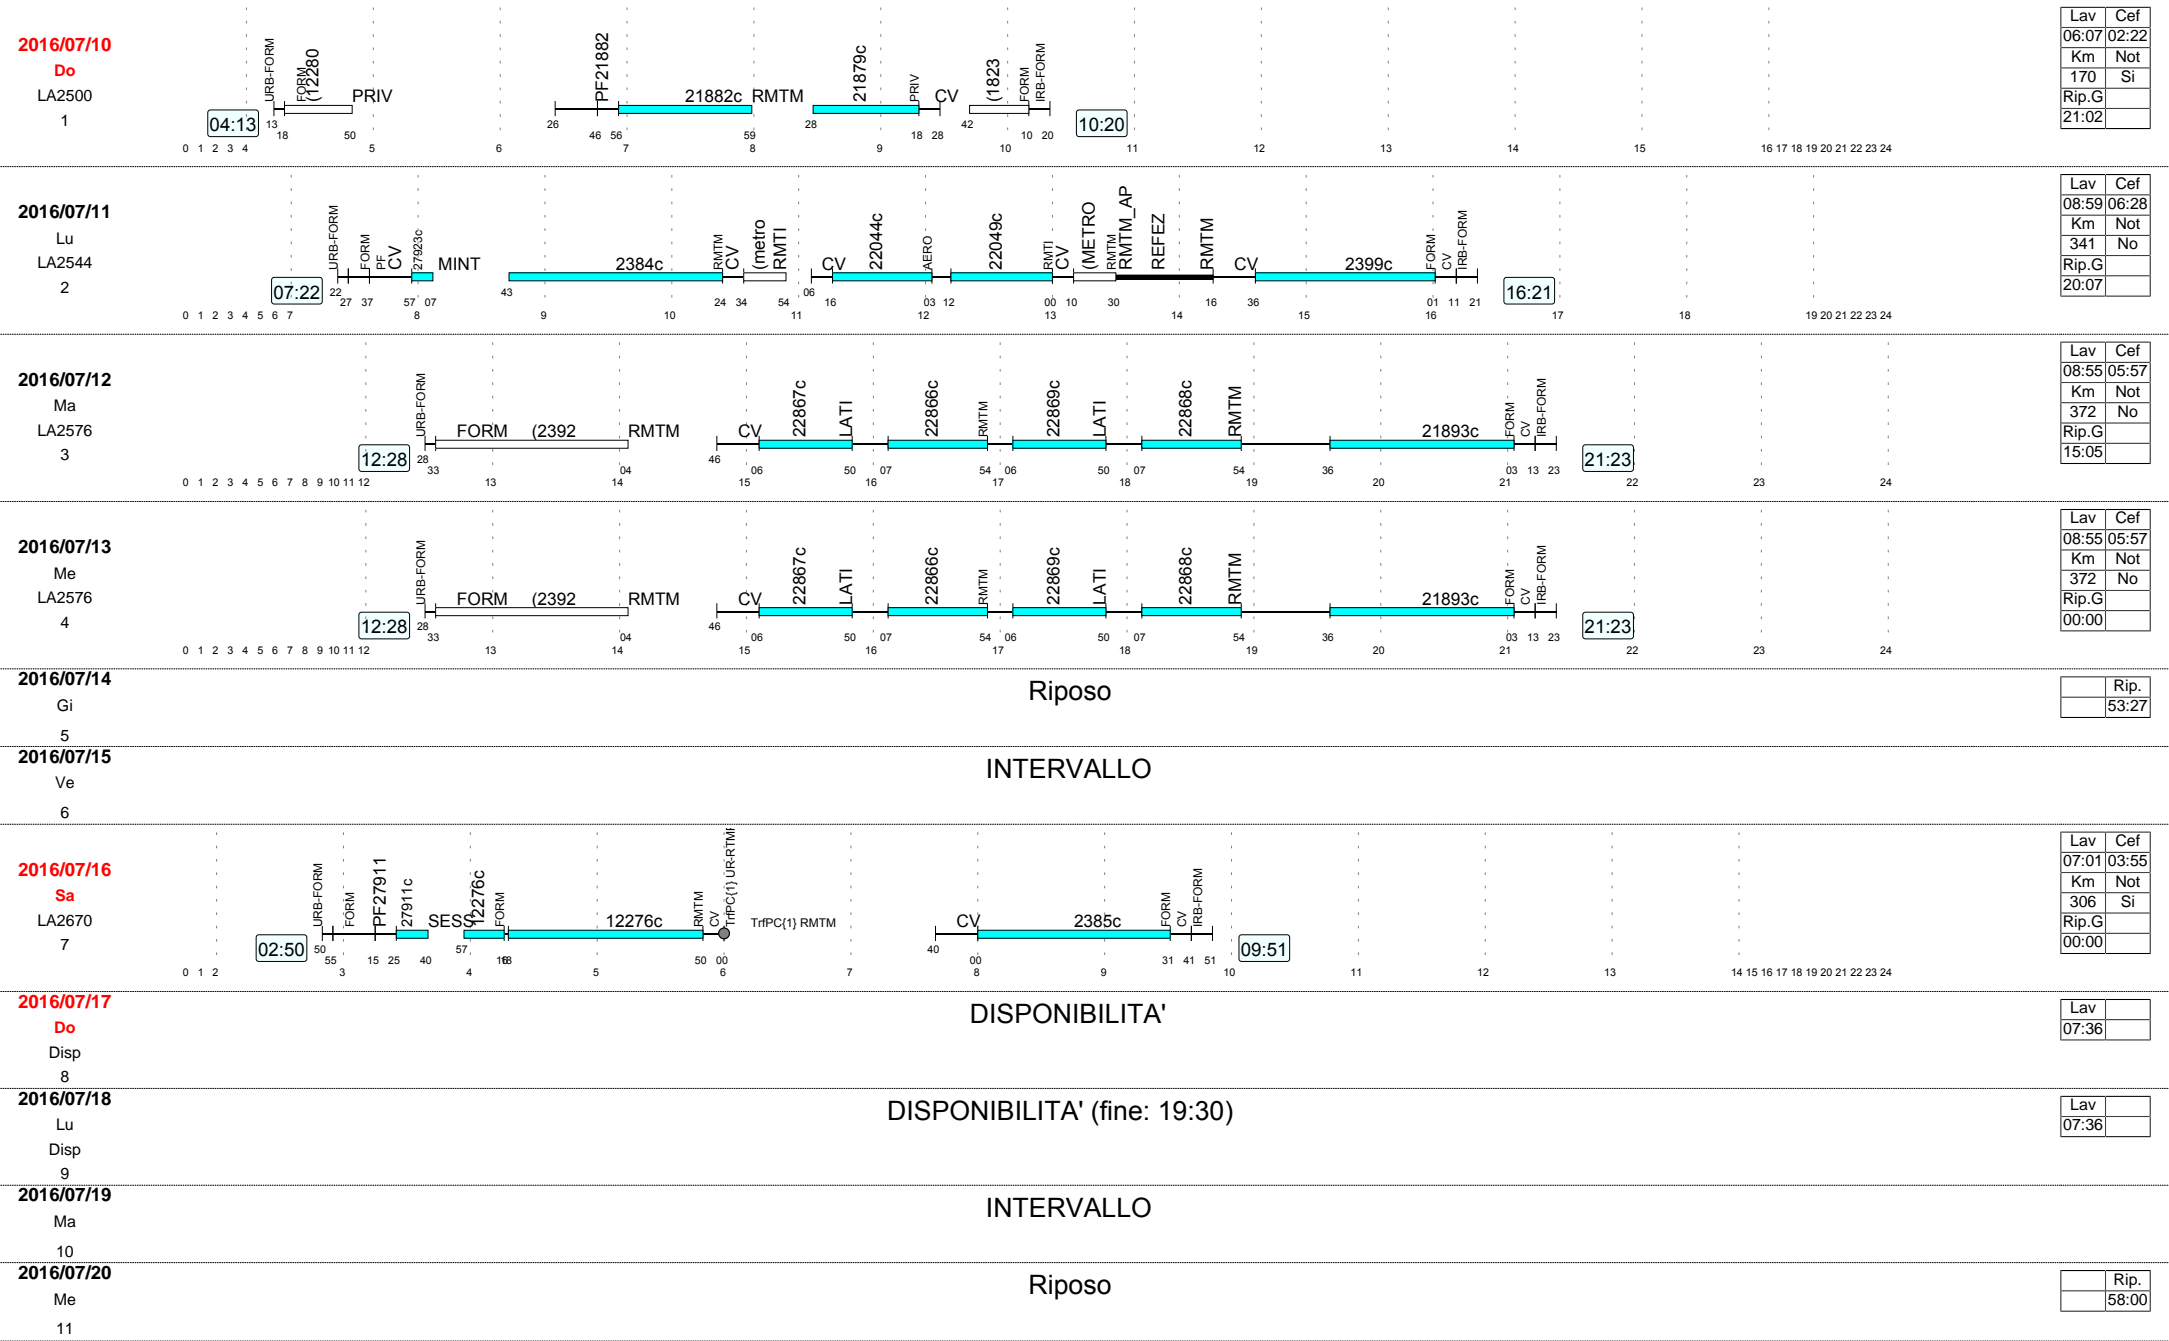 2016/07/10
Do
LA2500
1
04:13
URB-FORM
FORM
(12280
PRIV
PF21882
21882c
RMTM
21879c
PRIV
CV
(1823
FORM
IRB-FORM
10:20
13 18 50 26 46 56 59 28 18 28 42 10 20
0 1 2 3 4 5 6 7 8 9 10 11 12 13 14 15 16 17 18 19 20 21 22 23 24
Lav Cef
06:07 02:22
Km Not
170 Si
Rip.G
21:02
2016/07/11
Lu
LA2544
2
07:22
URB-FORM
FORM
PF
CV
27923c
MINT
2384c
RMTM
CV
(metro
RMTI
CV
22044c
AERO
22049c
RMTI
CV
(METRO
RMTM
RMTM_AP
REFEZ
RMTM
CV
2399c
FORM
CV
IRB-FORM
16:21
22 27 37 57 07 43 24 34 54 06 16 03 12 00 10 30 16 36 01 11 21
0 1 2 3 4 5 6 7 8 9 10 11 12 13 14 15 16 17 18 19 20 21 22 23 24
Lav Cef
08:59 06:28
Km Not
341 No
Rip.G
20:07
2016/07/12
Ma
LA2576
3
12:28
URB-FORM
FORM (2392 RMTM
CV
22867c
LATI
22866c
RMTM
22869c
LATI
22868c
RMTM
21893c
FORM
CV
IRB-FORM
21:23
28 33 04 46 06 50 07 54 06 50 07 54 36 03 13 23
0 1 2 3 4 5 6 7 8 9 10 11 12 13 14 15 16 17 18 19 20 21 22 23 24
Lav Cef
08:55 05:57
Km Not
372 No
Rip.G
15:05
2016/07/13
Me
LA2576
4
12:28
URB-FORM
FORM (2392 RMTM
CV
22867c
LATI
22866c
RMTM
22869c
LATI
22868c
RMTM
21893c
FORM
CV
IRB-FORM
21:23
28 33 04 46 06 50 07 54 06 50 07 54 36 03 13 23
0 1 2 3 4 5 6 7 8 9 10 11 12 13 14 15 16 17 18 19 20 21 22 23 24
Lav Cef
08:55 05:57
Km Not
372 No
Rip.G
00:00
2016/07/14
Gi
5
Riposo
Rip.
53:27
2016/07/15
Ve
6
INTERVALLO
2016/07/16
Sa
LA2670
7
02:50
URB-FORM
FORM
PF27911
27911c
SESS
12276c
FORM
12276c
RMTM
CV
TrfPC{1} UR-RTM
TrfPC{1} RMTM
CV
2385c
FORM
CV
IRB-FORM
09:51
50 55 15 25 40 57 16 18 50 00 40 00 31 41 51
0 1 2 3 4 5 6 7 8 9 10 11 12 13 14 15 16 17 18 19 20 21 22 23 24
Lav Cef
07:01 03:55
Km Not
306 Si
Rip.G
00:00
2016/07/17
Do
Disp
8
DISPONIBILITA'
Lav
07:36
2016/07/18
Lu
Disp
9
DISPONIBILITA' (fine: 19:30)
Lav
07:36
2016/07/19
Ma
10
INTERVALLO
2016/07/20
Me
11
Riposo
Rip.
58:00